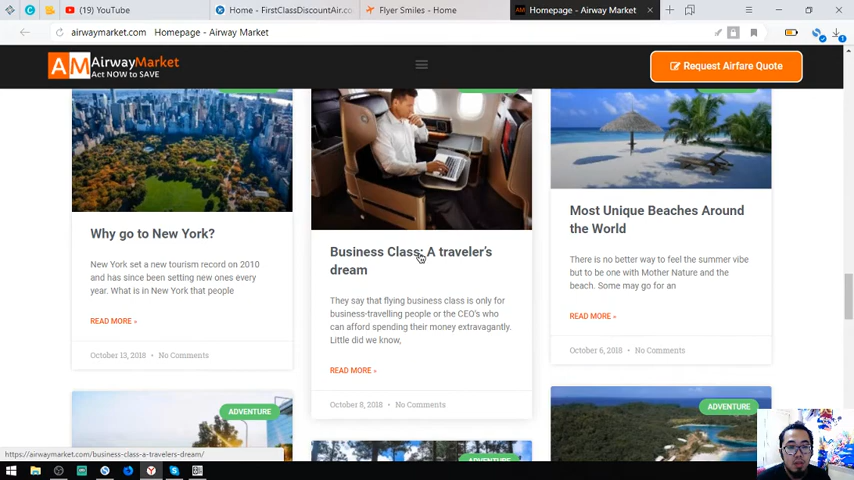 (19) YouTube
Home - FirstClassDiscountAir.co
Flyer Smiles - Home
Homepage - Airway Market
airwaymarket.com Homepage - Airway Market
AM AirwayMarket
Act NOW to SAVE
Request Airfare Quote
Why go to New York?
New York set a new tourism record on 2010
and has since been setting new ones every
year. What is in New York that people
READ MORE »
October 13, 2018 • No Comments
Business Class: A traveler's
dream
They say that flying business class is only for
business-travelling people or the CEO's who
can afford spending their money extravagantly.
Little did we know,
READ MORE »
October 8, 2018 • No Comments
Most Unique Beaches Around
the World
There is no better way to feel the summer vibe
but to be one with Mother Nature and the
beach. Some may go for an
READ MORE »
October 6, 2018 • No Comments
ADVENTURE
ADVENTURE
ADVENTURE
https://airwaymarket.com/business-class-a-travelers-dream/